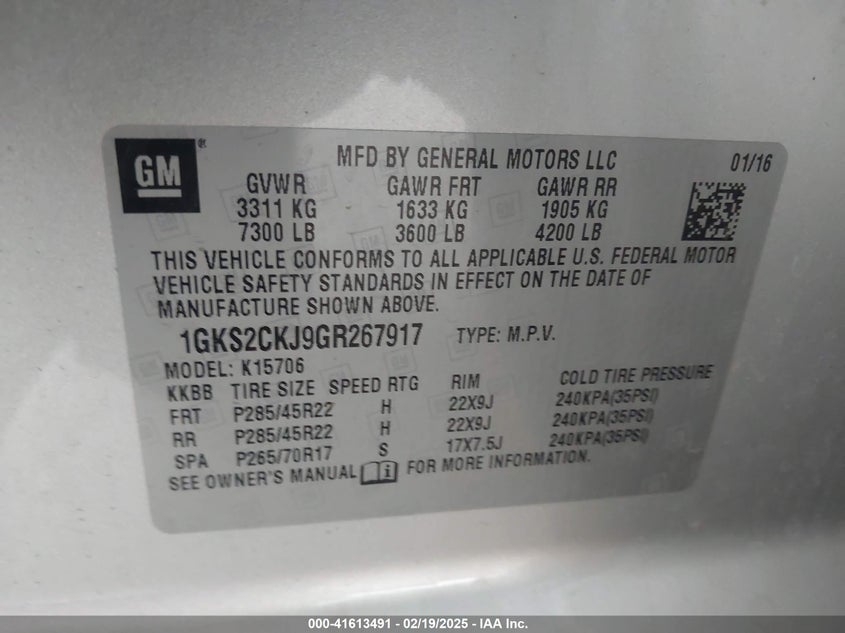 GM ®
MFD BY GENERAL MOTORS LLC 01/16
GVWR GAWR FRT GAWR RR
3311 KG 1633 KG 1905 KG
7300 LB 3600 LB 4200 LB
THIS VEHICLE CONFORMS TO ALL APPLICABLE U.S. FEDERAL MOTOR
VEHICLE SAFETY STANDARDS IN EFFECT ON THE DATE OF
MANUFACTURE SHOWN ABOVE.
1GKS2CKJ9GR267917 TYPE: M.P.V.
MODEL: K15706
KKBB TIRE SIZE SPEED RTG RIM COLD TIRE PRESSURE
FRT P285/45R22 H 22X9J 240KPA(35PSI)
RR P285/45R22 H 22X9J 240KPA(35PSI)
SPA P265/70R17 S 17X7.5J 240KPA(35PSI)
SEE OWNER'S MANUAL FOR MORE INFORMATION.
000-41613491 - 02/19/2025 - IAA Inc.